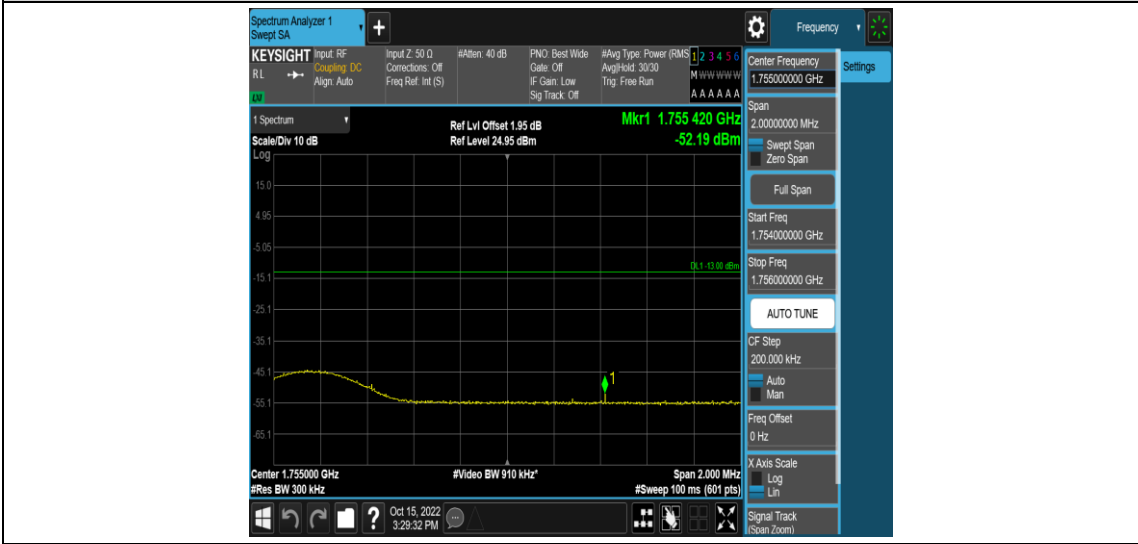 Spectrum Analyzer 1
Swept SA
+
Frequency
KEYSIGHT
RL
Input: RF
Coupling: DC
Align: Auto
Input Z: 50 Ω
Corrections: Off
Freq Ref: Int (S)
#Atten: 40 dB
PNO: Best Wide
Gate: Off
IF Gain: Low
Sig Track: Off
#Avg Type: Power (RMS
Avg|Hold: 30/30
Trig: Free Run
1 2 3 4 5 6
M W W W W W
A A A A A A
1 Spectrum
Scale/Div 10 dB
Log
Ref Lvl Offset 1.95 dB
Ref Level 24.95 dBm
Mkr1 1.755 420 GHz
-52.19 dBm
15.0
4.95
-5.05
-15.1
-25.1
-35.1
-45.1
-55.1
-65.1
DL1 -13.00 dBm
1
Center 1.755000 GHz
#Res BW 300 kHz
#Video BW 910 kHz*
Span 2.000 MHz
#Sweep 100 ms (601 pts)
?
Oct 15, 2022
3:29:32 PM
Center Frequency
1.755000000 GHz
Span
2.00000000 MHz
Swept Span
Zero Span
Full Span
Start Freq
1.754000000 GHz
Stop Freq
1.756000000 GHz
AUTO TUNE
CF Step
200.000 kHz
Auto
Man
Freq Offset
0 Hz
X Axis Scale
Log
Lin
Signal Track
(Span Zoom)
Settings